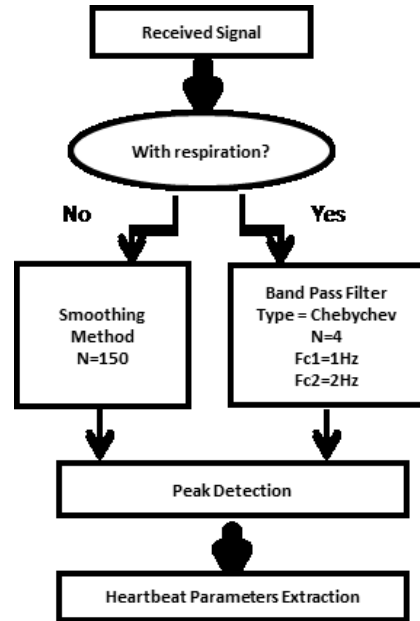 Received Signal
With respiration?
No
Yes
Smoothing
Method
N=150
Band Pass Filter
Type = Chebychev
N=4
Fc1=1Hz
Fc2=2Hz
Peak Detection
Heartbeat Parameters Extraction